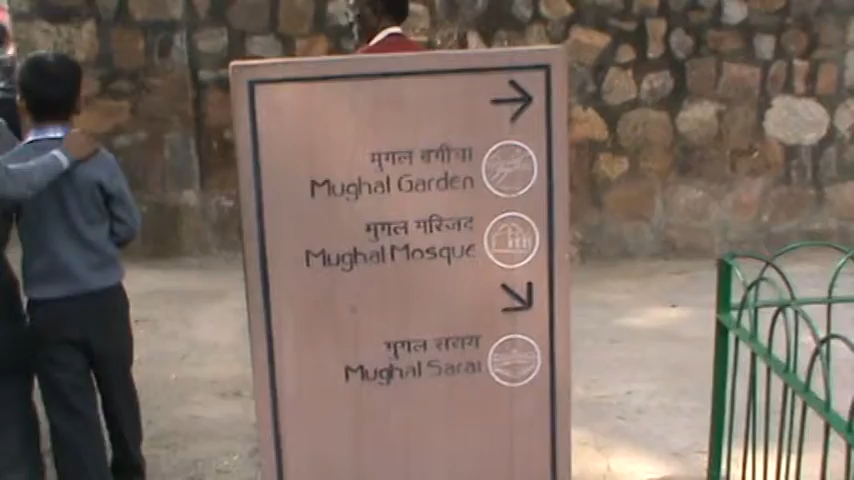 मुगल बगीचा
Mughal Garden
मुगल मस्जिद
Mughal Mosque
मुगल सराय
Mughal Sarai